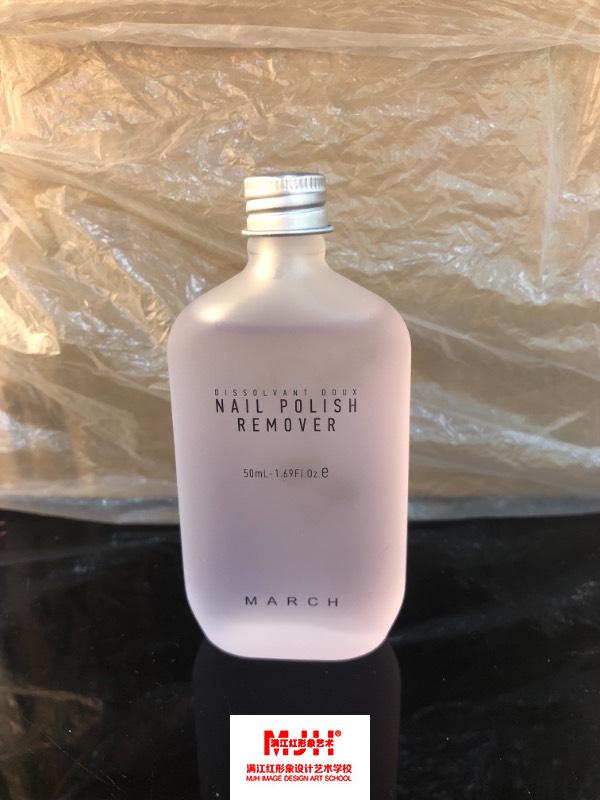 DISSOLVANT DOUX
NAIL POLISH
REMOVER
50mL-1.69Fl.Oz.e
MARCH
MJH®
满江红形象艺术
满江红形象设计艺术学校
MJH IMAGE DESIGN ART SCHOOL